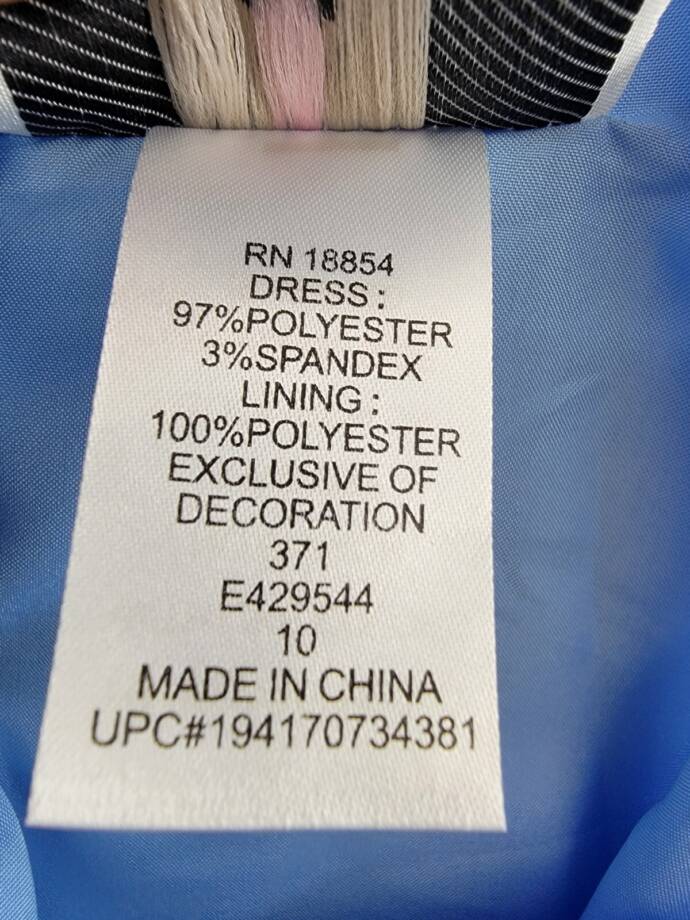 RN 18854
DRESS :
97%POLYESTER
3%SPANDEX
LINING :
100%POLYESTER
EXCLUSIVE OF
DECORATION
371
E429544
10
MADE IN CHINA
UPC#194170734381